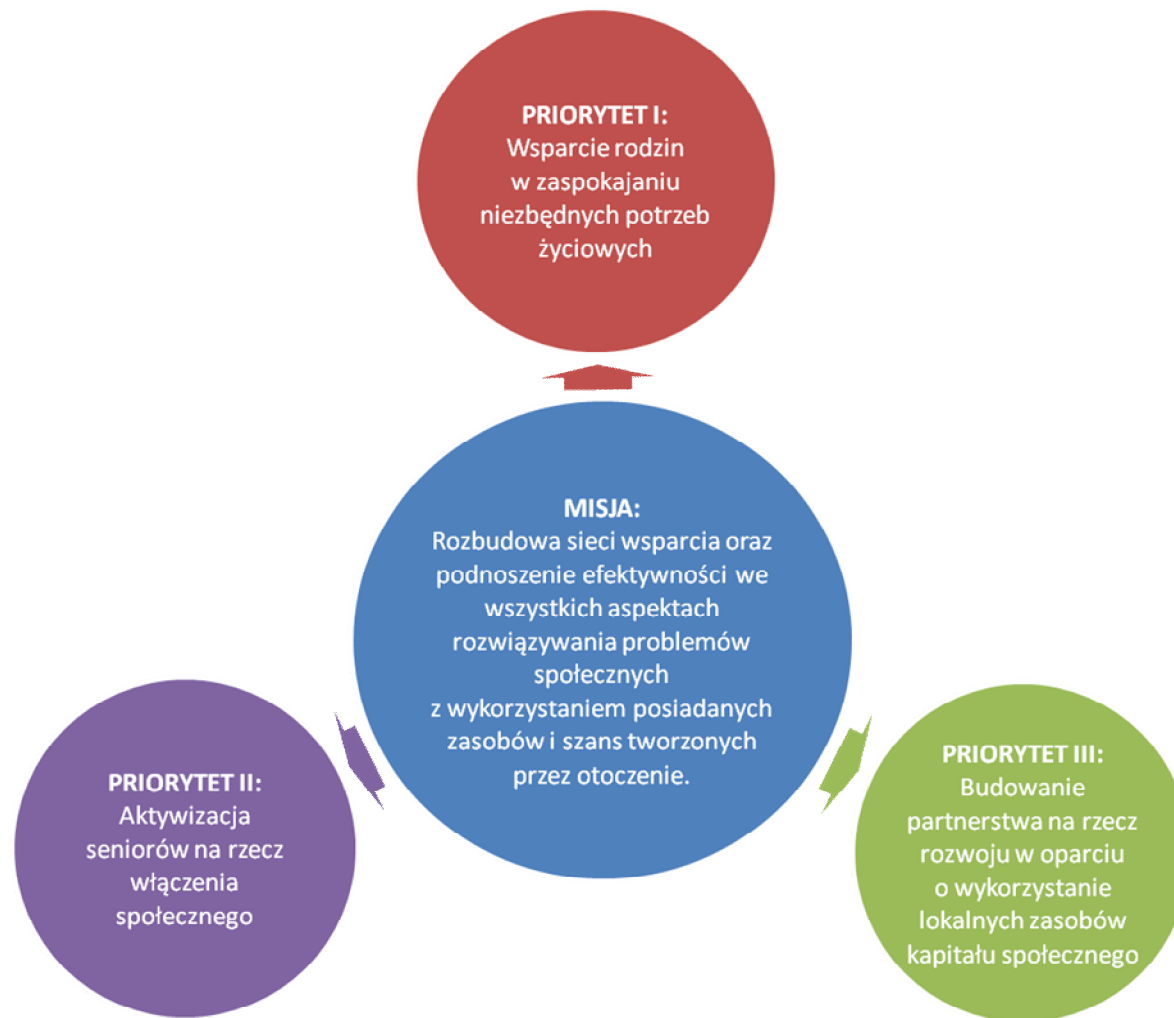 PRIORYTET I:
Wsparcie rodzin
w zaspokajaniu
niezbędnych potrzeb
życiowych
MISJA:
Rozbudowa sieci wsparcia oraz
podnoszenie efektywności we
wszystkich aspektach
rozwiązywania problemów
społecznych
z wykorzystaniem posiadanych
zasobów i szans tworzonych
przez otoczenie.
PRIORYTET II:
Aktywizacja
seniorów na rzecz
włączenia
społecznego
PRIORYTET III:
Budowanie
partnerstwa na rzecz
rozwoju w oparciu
o wykorzystanie
lokalnych zasobów
kapitału społecznego